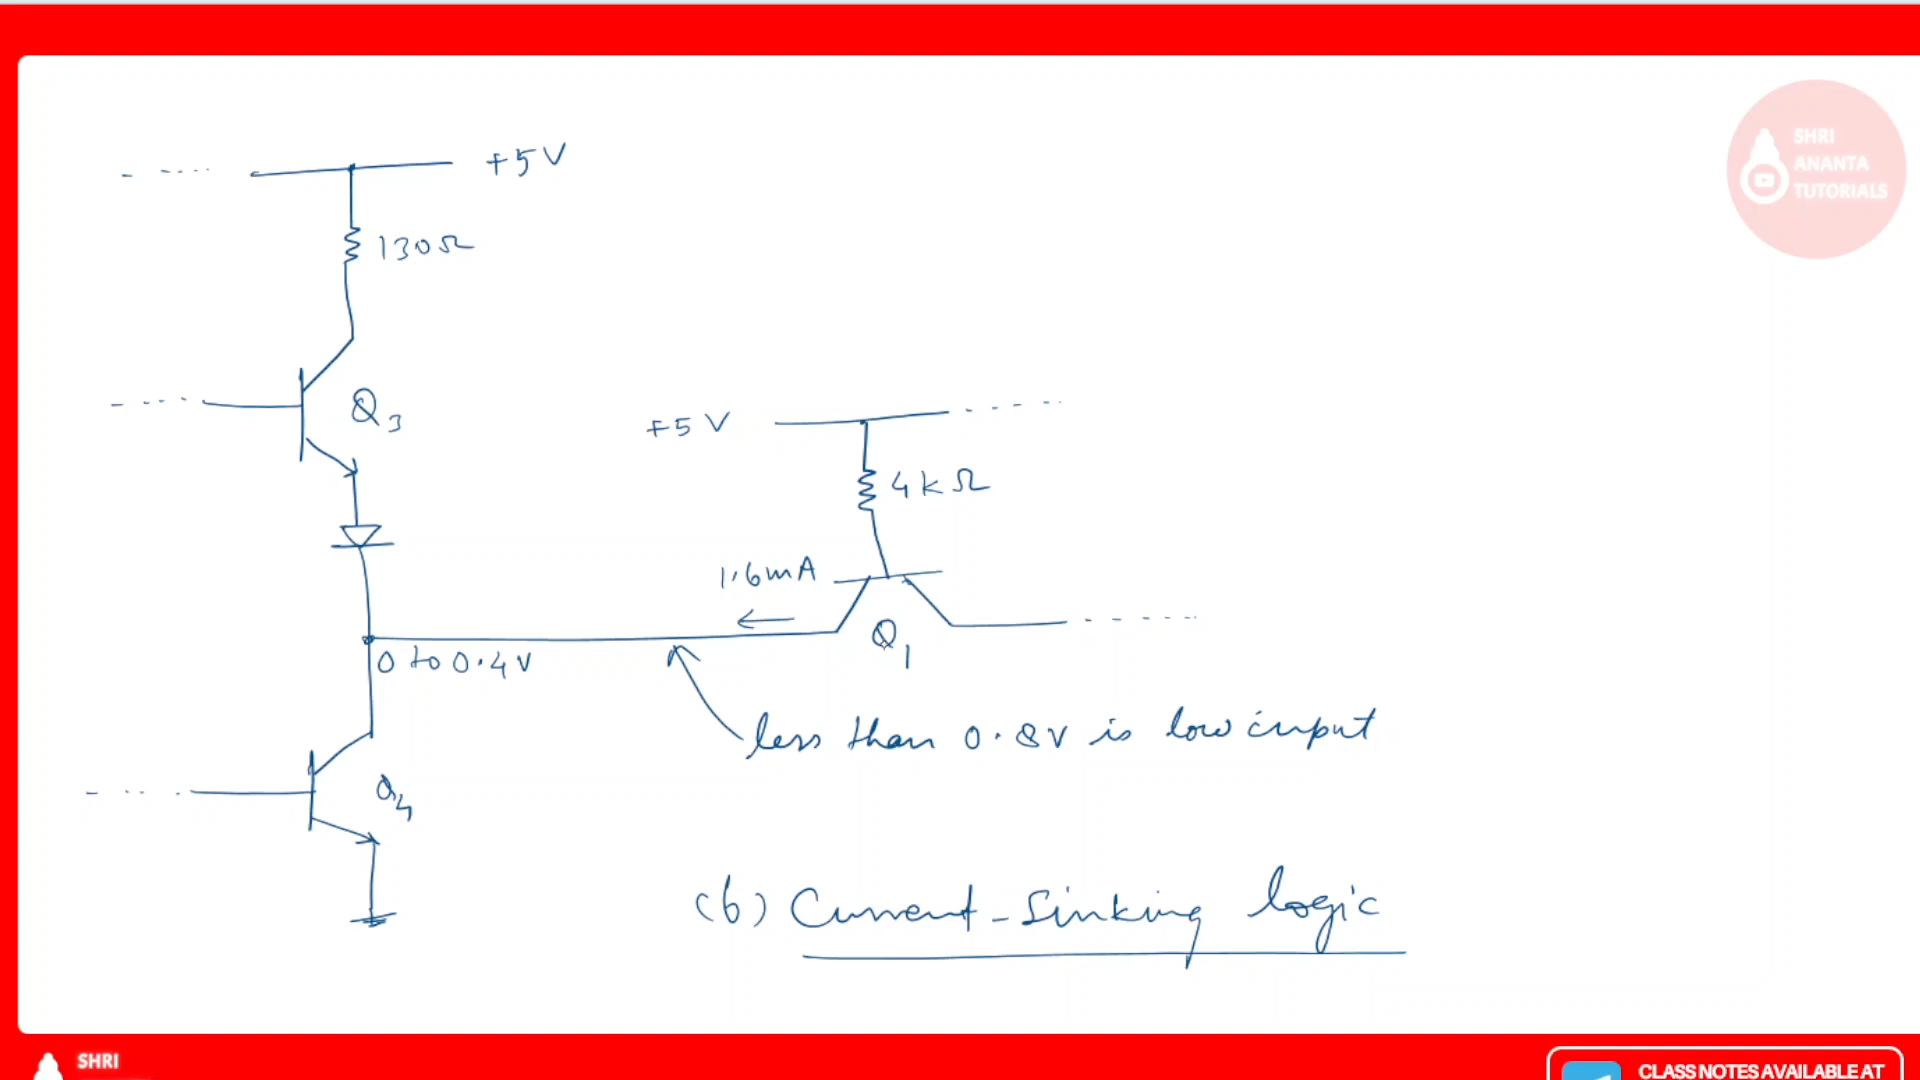 SHRI
ANANTA
TUTORIALS
+5V
130Ω
Q3
+5V
4kΩ
1.6mA
Q1
0 to 0.4V
less than 0.8V is low input
Q4
(b) Current-Sinking logic
SHRI
CLASS NOTES AVAILABLE AT